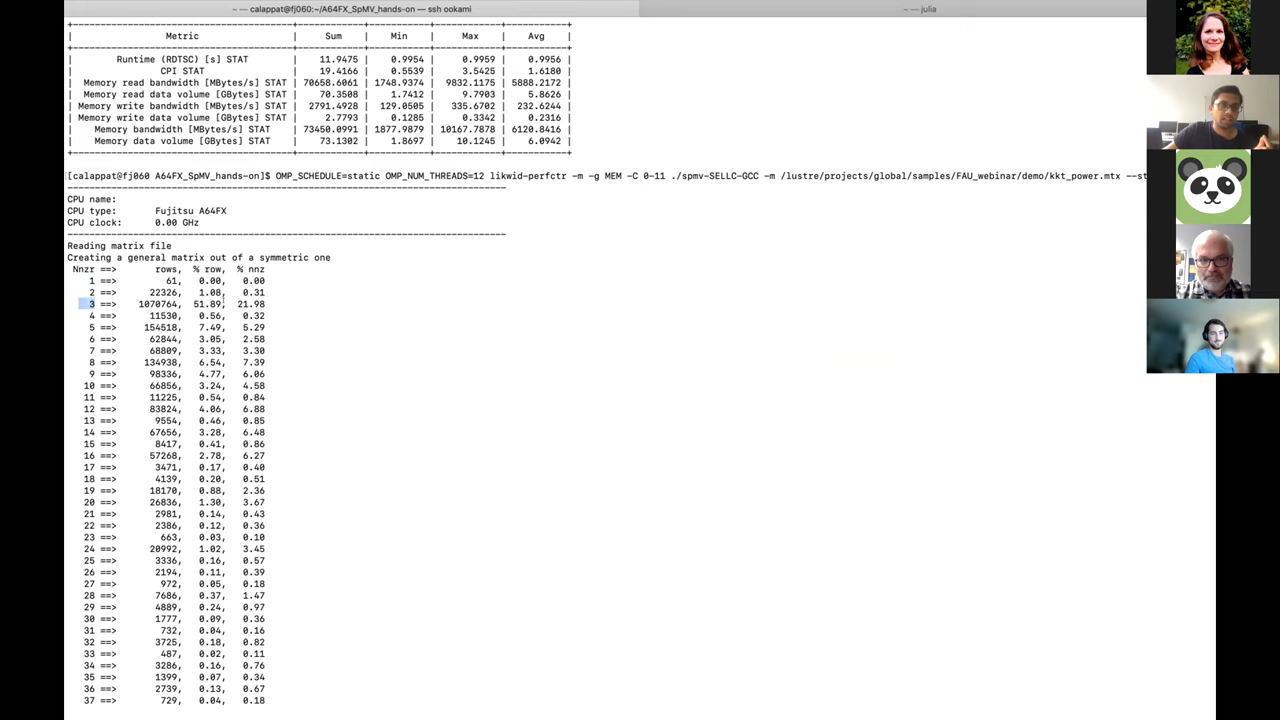 ~ — calappat@fj060:~/A64FX_SpMV_hands-on — ssh ookami
~ — julia
| Metric | Sum | Min | Max | Avg |
| Runtime (RDTSC) [s] STAT | 11.9475 | 0.9954 | 0.9959 | 0.9956 |
| CPI STAT | 19.4166 | 0.5539 | 3.5425 | 1.6180 |
| Memory read bandwidth [MBytes/s] STAT | 70658.6061 | 1748.9374 | 9832.1175 | 5888.2172 |
| Memory read data volume [GBytes] STAT | 70.3508 | 1.7412 | 9.7903 | 5.8626 |
| Memory write bandwidth [MBytes/s] STAT | 2791.4928 | 129.0505 | 335.6702 | 232.6244 |
| Memory write data volume [GBytes] STAT | 2.7793 | 0.1285 | 0.3342 | 0.2316 |
| Memory bandwidth [MBytes/s] STAT | 73450.0991 | 1877.9879 | 10167.7878 | 6120.8416 |
| Memory data volume [GBytes] STAT | 73.1302 | 1.8697 | 10.1245 | 6.0942 |
[calappat@fj060 A64FX_SpMV_hands-on]$ OMP_SCHEDULE=static OMP_NUM_THREADS=12 likwid-perfctr -m -g MEM -C 0-11 ./spmv-SELLC-GCC -m /lustre/projects/global/samples/FAU_webinar/demo/kkt_power.mtx --st
CPU name:
CPU type: Fujitsu A64FX
CPU clock: 0.00 GHz
Reading matrix file
Creating a general matrix out of a symmetric one
Nnzr ==> rows, % row, % nnz
1 ==> 61, 0.00, 0.00
2 ==> 22326, 1.08, 0.31
3 ==> 1070764, 51.89, 21.98
4 ==> 11530, 0.56, 0.32
5 ==> 154518, 7.49, 5.29
6 ==> 62844, 3.05, 2.58
7 ==> 68809, 3.33, 3.30
8 ==> 134938, 6.54, 7.39
9 ==> 98336, 4.77, 6.06
10 ==> 66856, 3.24, 4.58
11 ==> 11225, 0.54, 0.84
12 ==> 83824, 4.06, 6.88
13 ==> 9554, 0.46, 0.85
14 ==> 67656, 3.28, 6.48
15 ==> 8417, 0.41, 0.86
16 ==> 57268, 2.78, 6.27
17 ==> 3471, 0.17, 0.40
18 ==> 4139, 0.20, 0.51
19 ==> 18170, 0.88, 2.36
20 ==> 26836, 1.30, 3.67
21 ==> 2981, 0.14, 0.43
22 ==> 2386, 0.12, 0.36
23 ==> 663, 0.03, 0.10
24 ==> 20992, 1.02, 3.45
25 ==> 3336, 0.16, 0.57
26 ==> 2194, 0.11, 0.39
27 ==> 972, 0.05, 0.18
28 ==> 7686, 0.37, 1.47
29 ==> 4889, 0.24, 0.97
30 ==> 1777, 0.09, 0.36
31 ==> 732, 0.04, 0.16
32 ==> 3725, 0.18, 0.82
33 ==> 487, 0.02, 0.11
34 ==> 3286, 0.16, 0.76
35 ==> 1399, 0.07, 0.34
36 ==> 2739, 0.13, 0.67
37 ==> 729, 0.04, 0.18